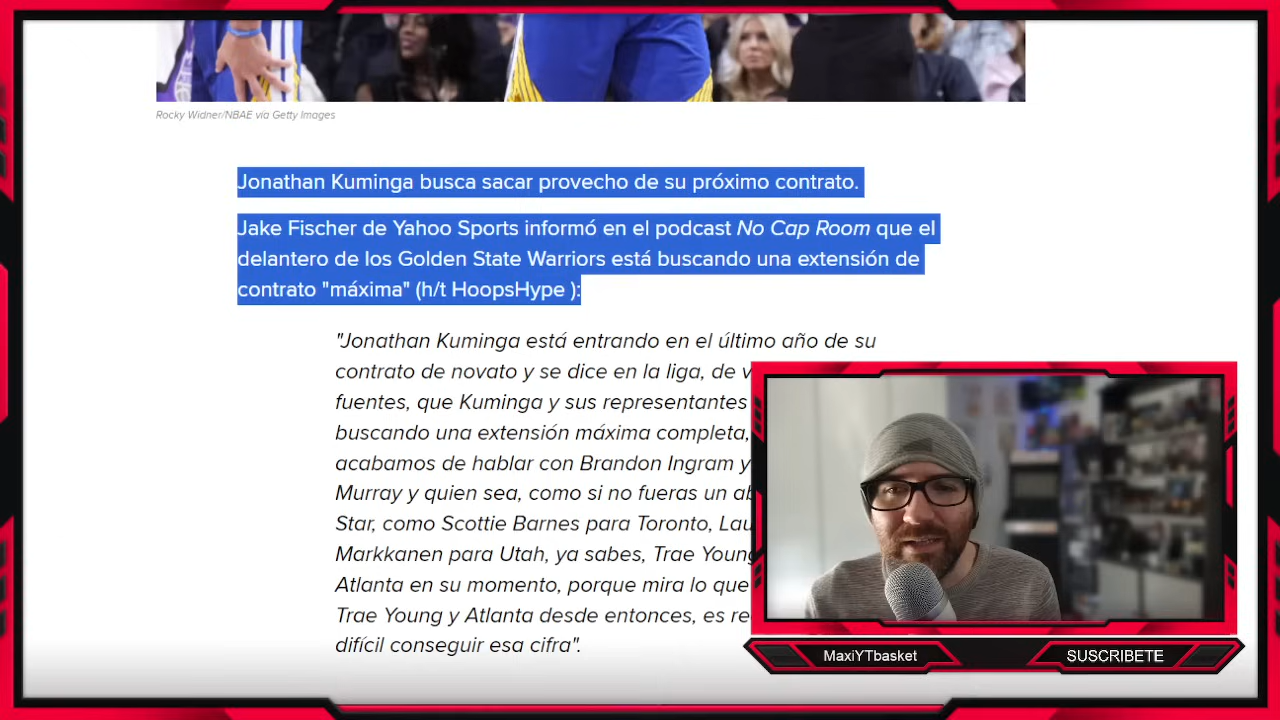 Rocky Widner/NBAE via Getty Images
Jonathan Kuminga busca sacar provecho de su próximo contrato.
Jake Fischer de Yahoo Sports informó en el podcast No Cap Room que el
delantero de los Golden State Warriors está buscando una extensión de
contrato "máxima" (h/t HoopsHype ):
"Jonathan Kuminga está entrando en el último año de su
contrato de novato y se dice en la liga, de
fuentes, que Kuminga y sus representantes
buscando una extensión máxima completa,
acabamos de hablar con Brandon Ingram y
Murray y quien sea, como si no fueras un
Star, como Scottie Barnes para Toronto,
Markkanen para Utah, ya sabes, Trae Young
Atlanta en su momento, porque mira lo que
Trae Young y Atlanta desde entonces, es
difícil conseguir esa cifra".
MaxiYTbasket
SUSCRIBETE